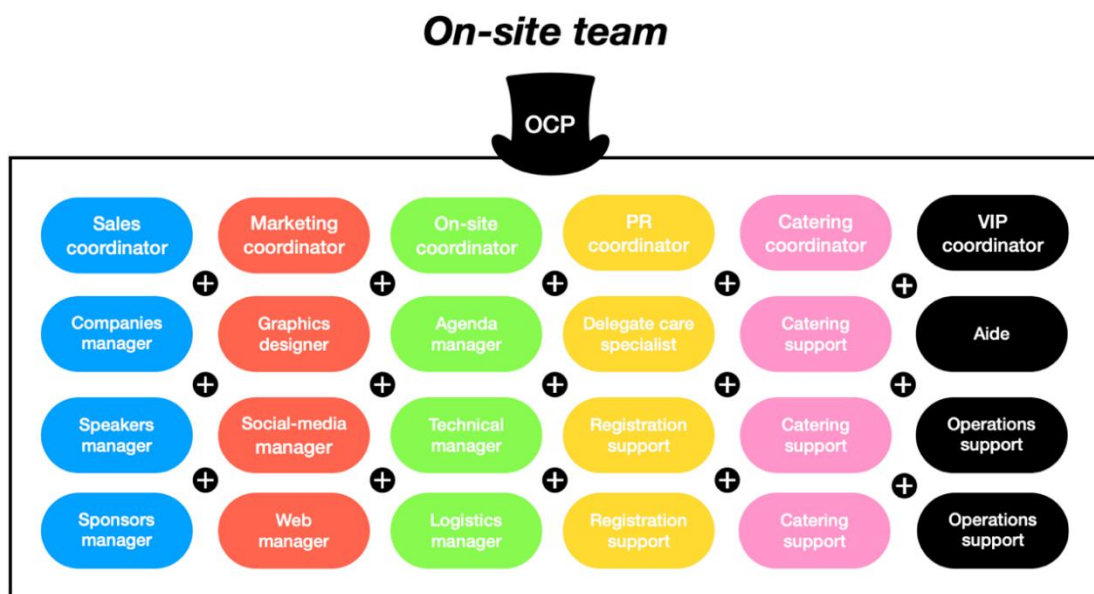 On-site team
OCP
Sales
coordinator
Marketing
coordinator
On-site
coordinator
PR
coordinator
Catering
coordinator
VIP
coordinator
Companies
manager
Graphics
designer
Agenda
manager
Delegate care
specialist
Catering
support
Aide
Speakers
manager
Social-media
manager
Technical
manager
Registration
support
Catering
support
Operations
support
Sponsors
manager
Web
manager
Logistics
manager
Registration
support
Catering
support
Operations
support